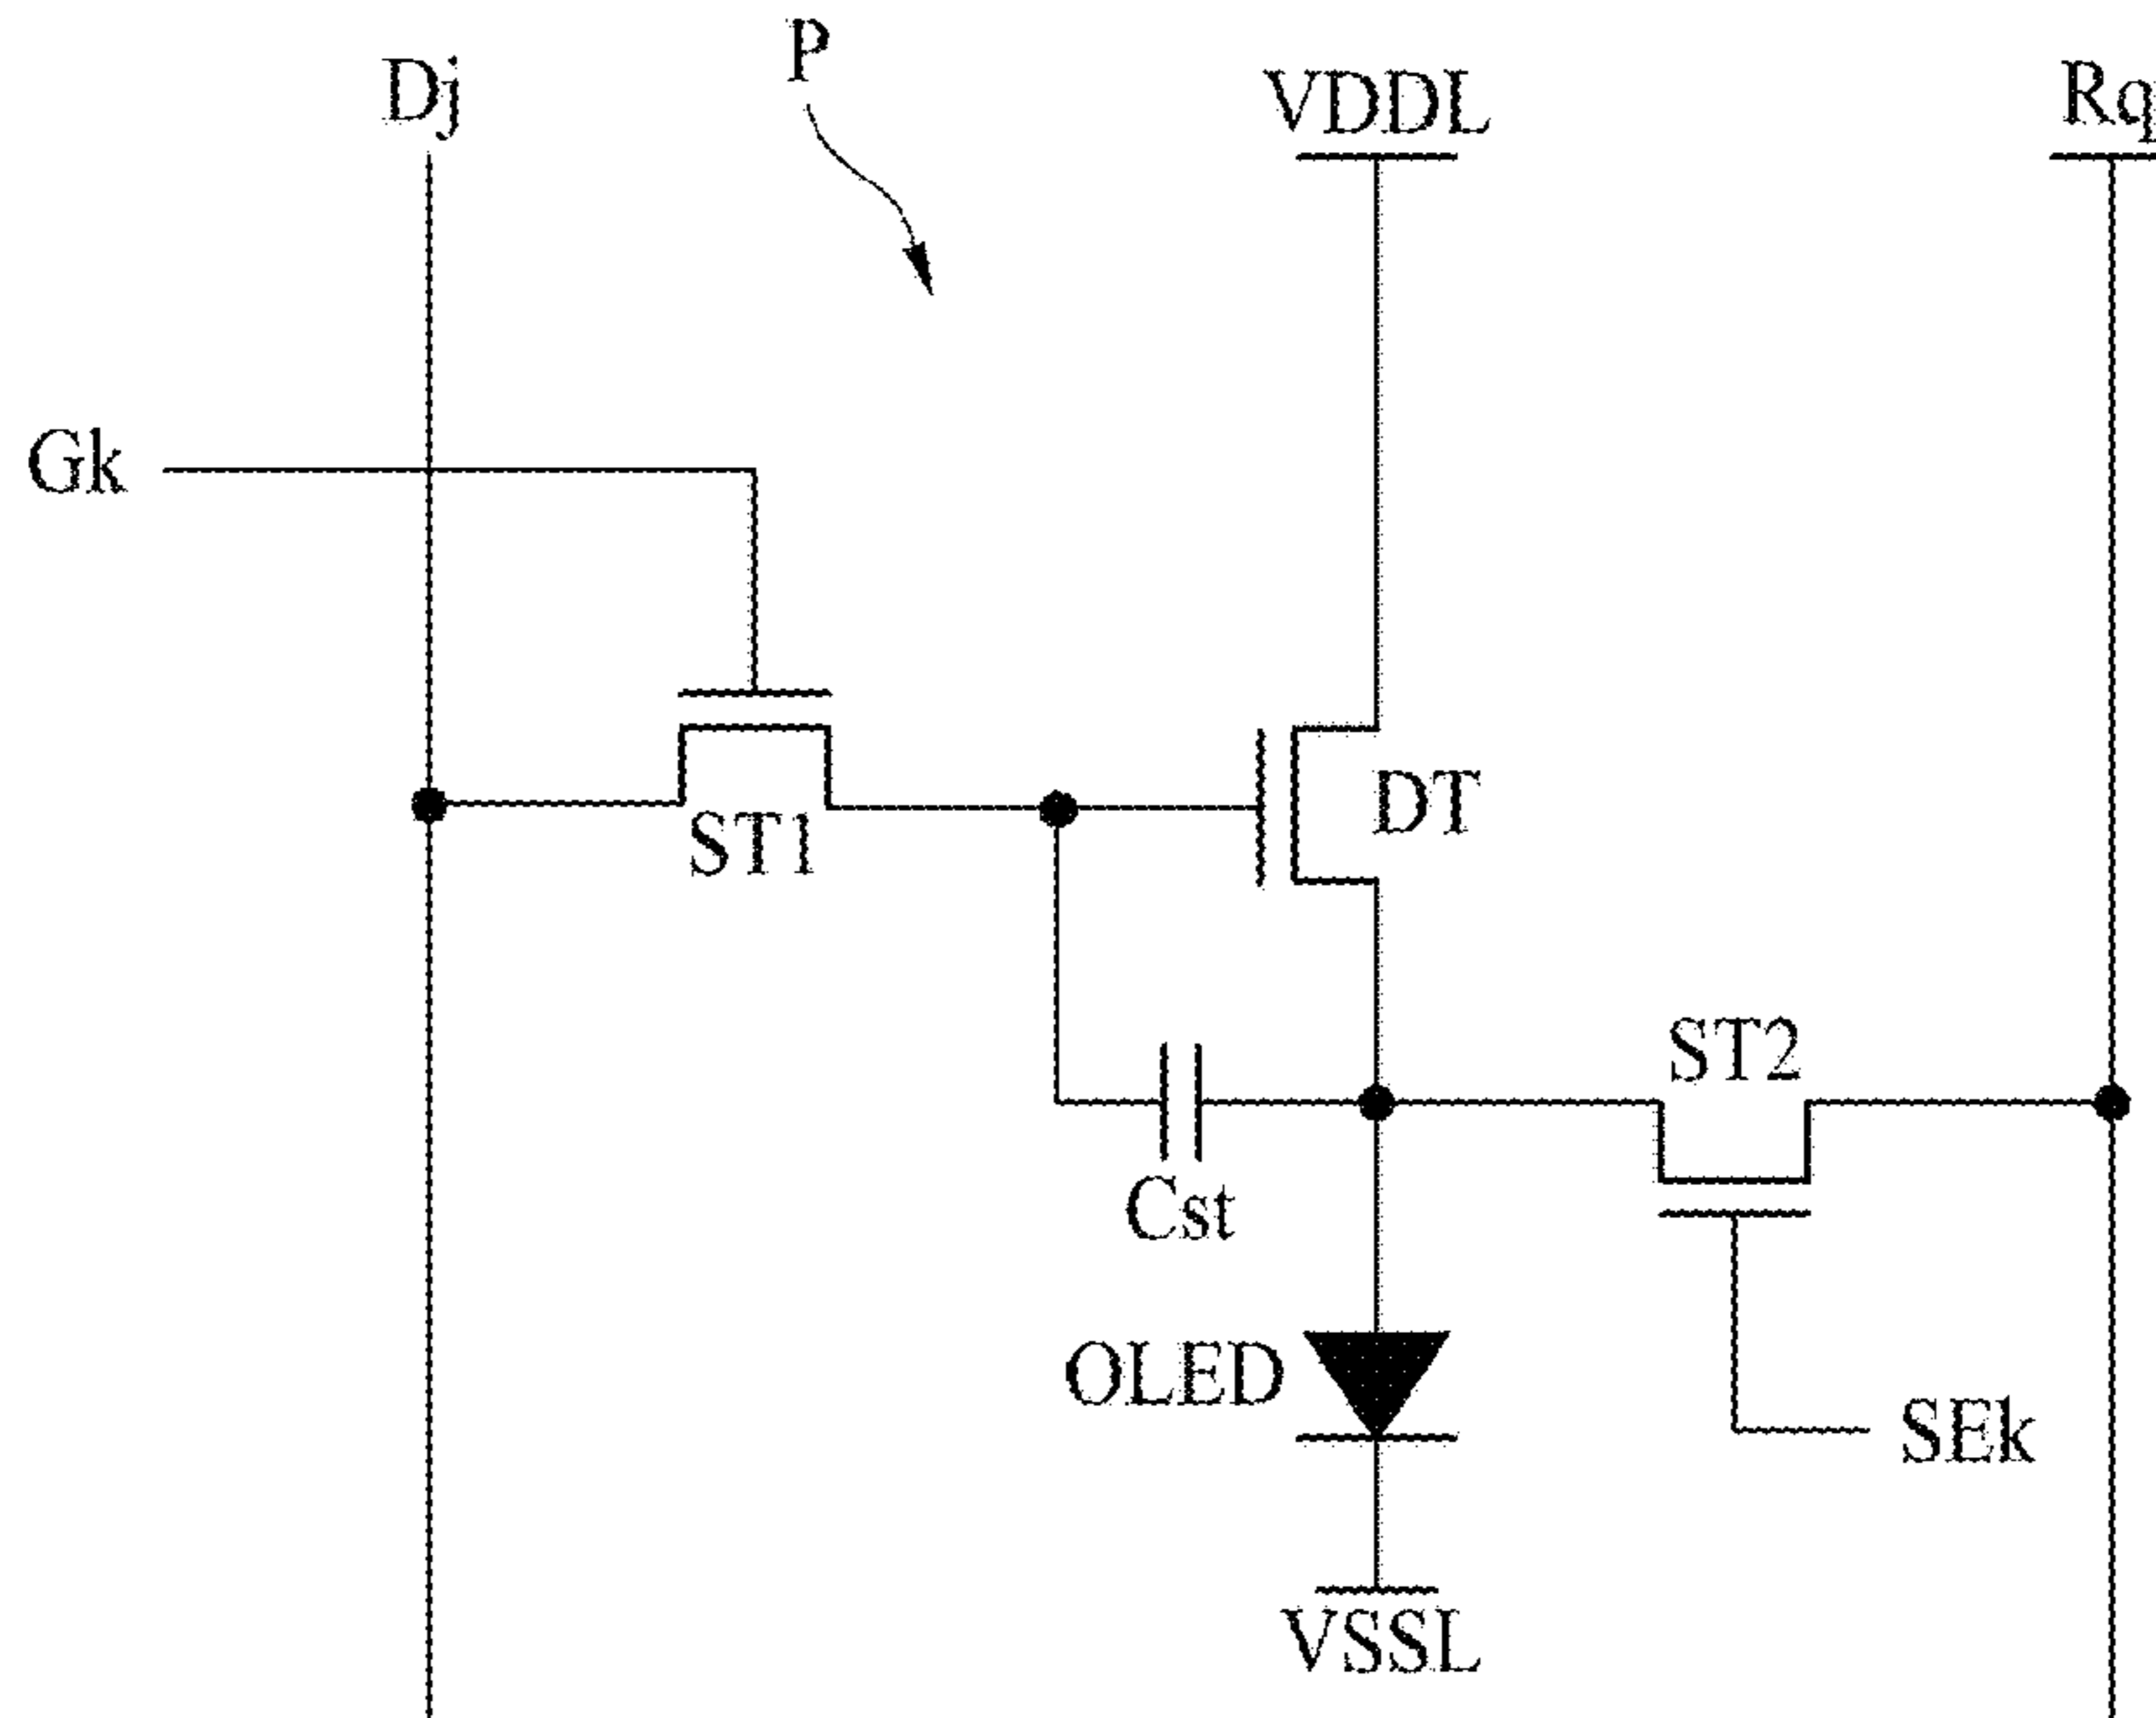 P
Dj
VDDL
Rq
Gk
DT
ST1
ST2
Cst
OLED
SEk
VSSL